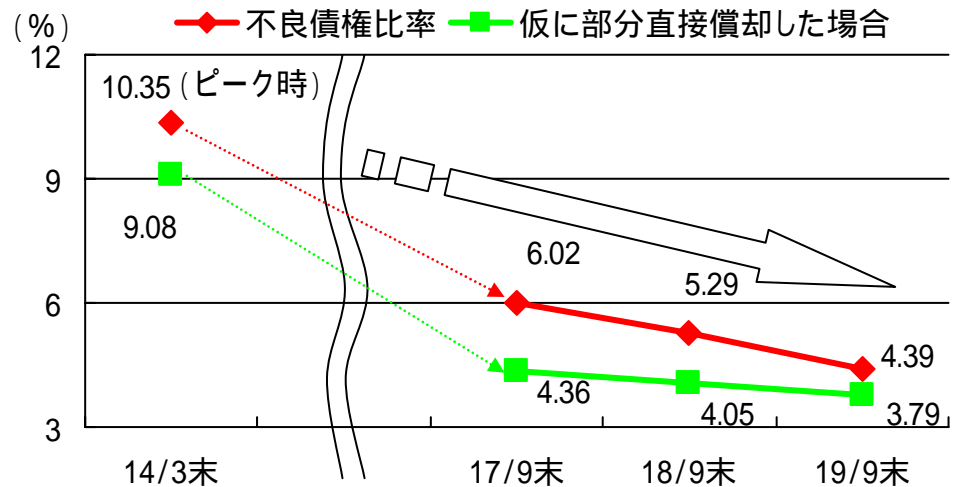 (%)
不良債権比率
仮に部分直接償却した場合
12
10.35(ピーク時)
9
9.08
6.02
5.29
6
4.39
4.36
4.05
3.79
3
14/3末
17/9末
18/9末
19/9末